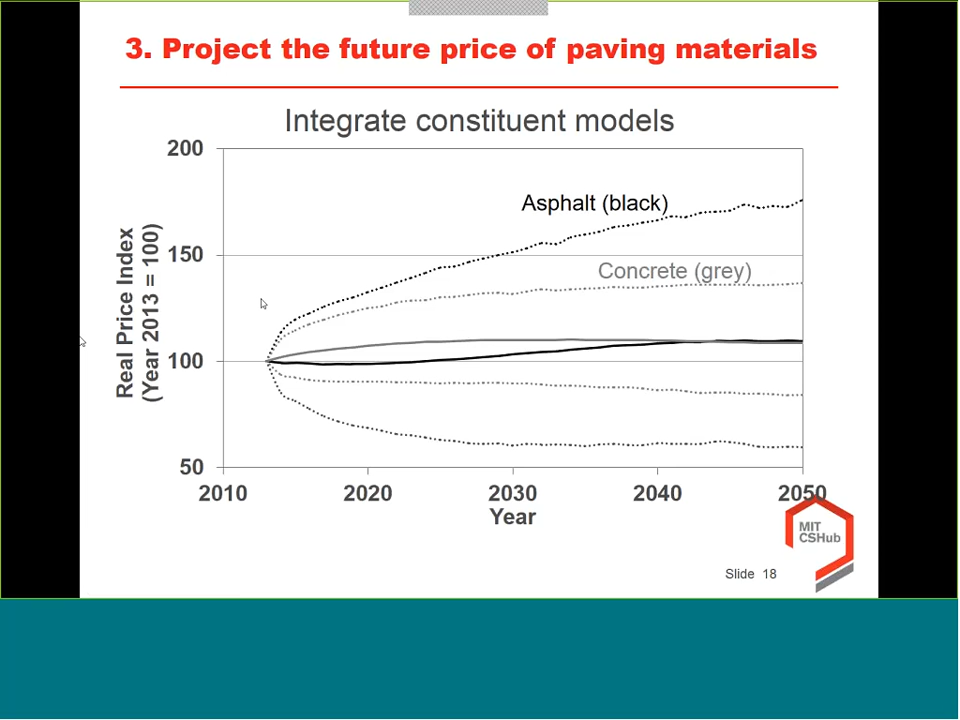 3. Project the future price of paving materials
Integrate constituent models
200
150
100
50
Real Price Index
(Year 2013 = 100)
Asphalt (black)
Concrete (grey)
2010 2020 2030 2040 2050
Year
MIT
CSHub
Slide 18